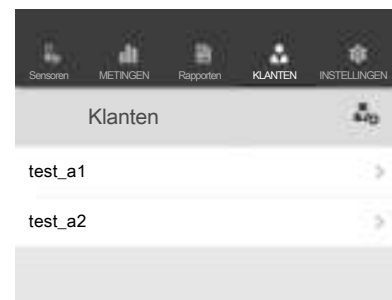 Sensoren METINGEN Rapporten KLANTEN INSTELLINGEN
Klanten
test_a1
test_a2